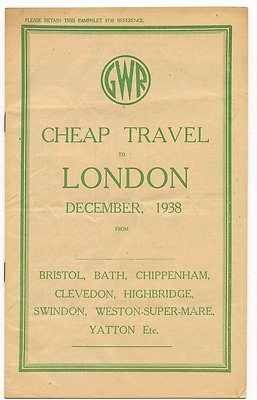 PLEASE RETAIN THIS PAMPHLET FOR REFERENCE.
GWR
CHEAP TRAVEL
TO
LONDON
DECEMBER, 1938
FROM
BRISTOL, BATH, CHIPPENHAM,
CLEVEDON, HIGHBRIDGE,
SWINDON, WESTON-SUPER-MARE,
YATTON Etc.